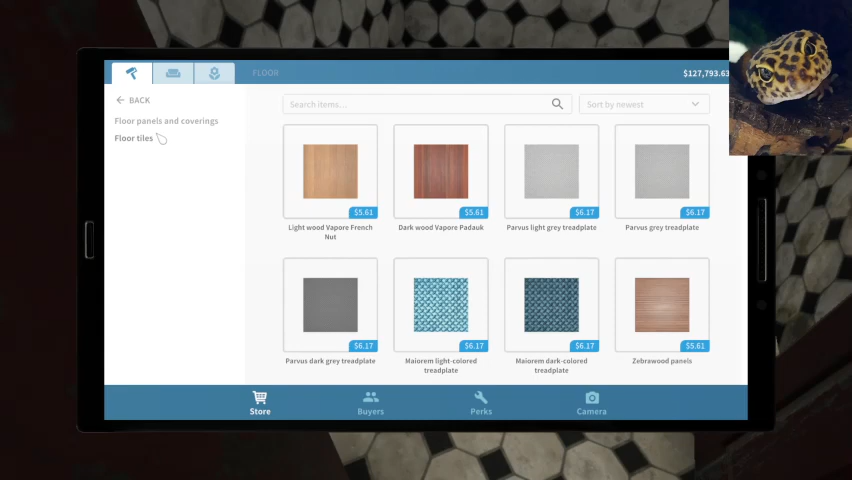 FLOOR
$127,793.63
BACK
Floor panels and coverings
Floor tiles
Search items...
Sort by newest
$5.61
$5.61
$6.17
$6.17
Light wood Vapore French
Nut
Dark wood Vapore Padauk
Parvus light grey treadplate
Parvus grey treadplate
$6.17
$6.17
$6.17
$5.61
Parvus dark grey treadplate
Maiorem light-colored
treadplate
Maiorem dark-colored
treadplate
Zebrawood panels
Store
Buyers
Perks
Camera